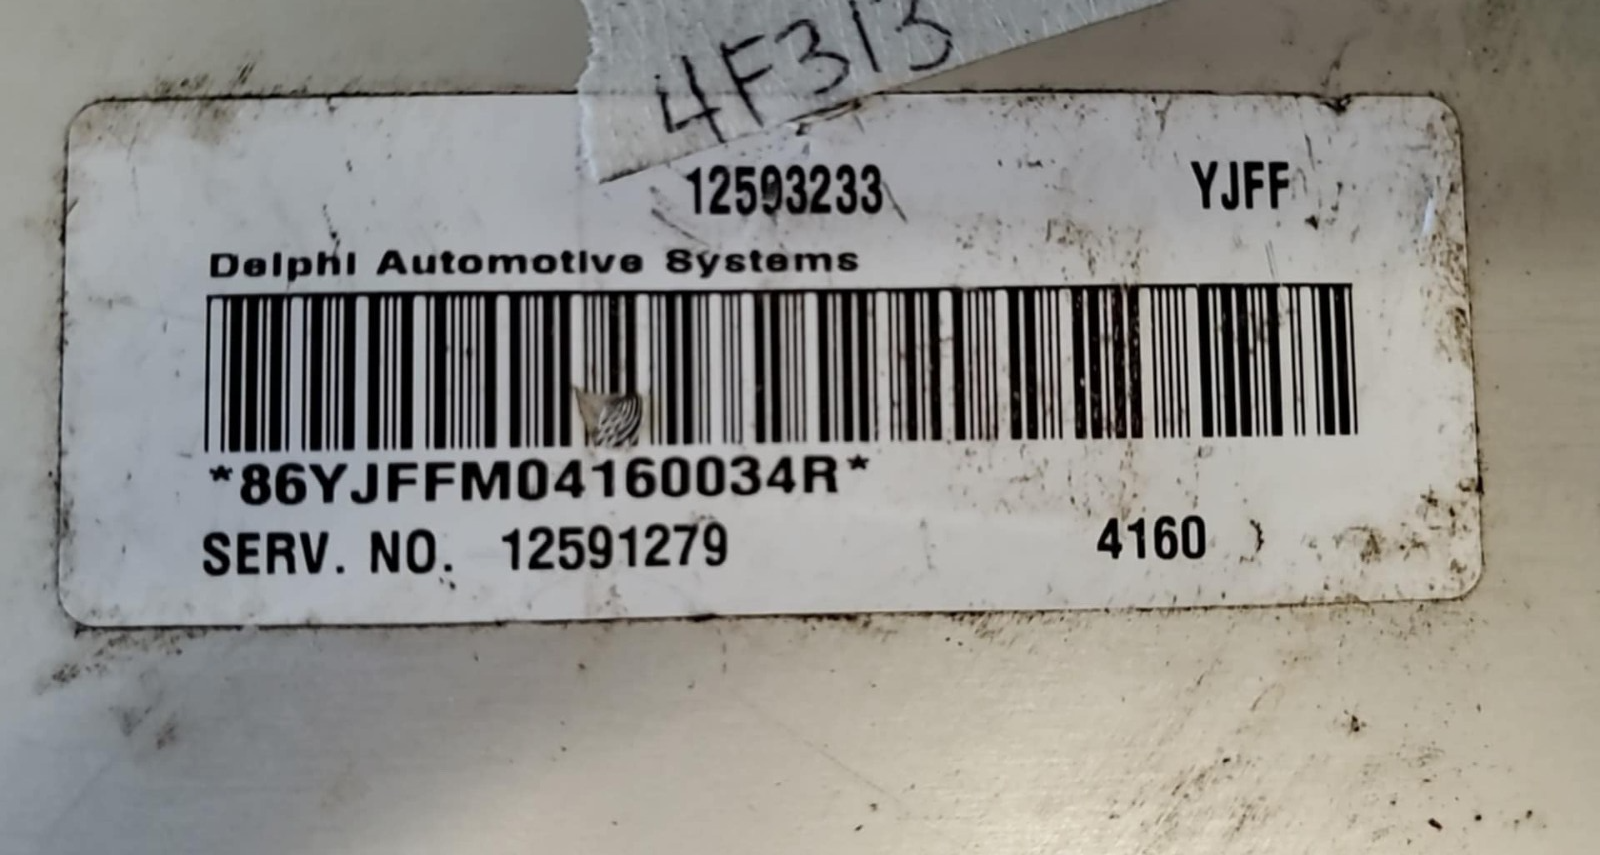 4F313
12593233 YJFF
Delphi Automotive Systems
*86YJFFM04160034R*
SERV. NO. 12591279 4160